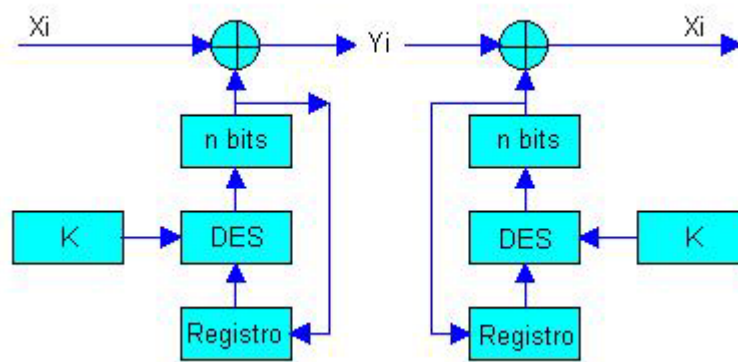 Xi
Yi
Xi
n bits
n bits
K
DES
DES
K
Registro
Registro